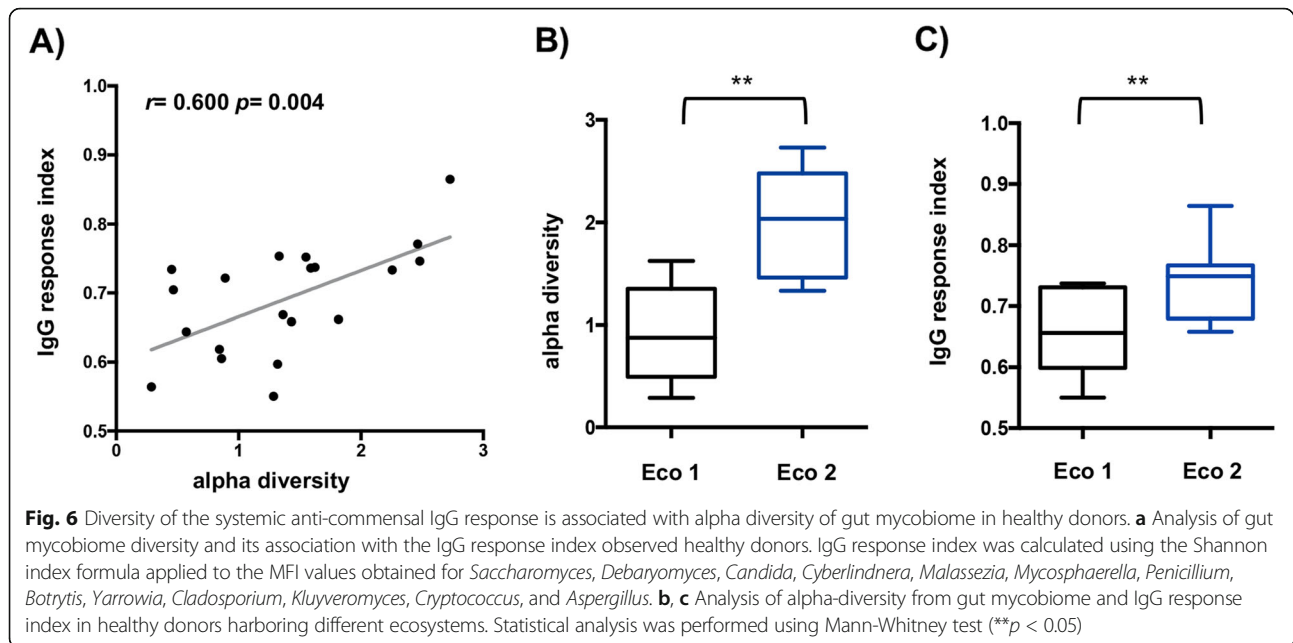 A)
r= 0.600 p= 0.004
IgG response index
1.0
0.9
0.8
0.7
0.6
0.5
0
1
2
3
alpha diversity
B)
**
alpha diversity
3
2
1
0
Eco 1
Eco 2
C)
**
IgG response index
1.0
0.9
0.8
0.7
0.6
0.5
Eco 1
Eco 2
Fig. 6 Diversity of the systemic anti-commensal IgG response is associated with alpha diversity of gut mycobiome in healthy donors. a Analysis of gut
mycobiome diversity and its association with the IgG response index observed healthy donors. IgG response index was calculated using the Shannon
index formula applied to the MFI values obtained for Saccharomyces, Debaryomyces, Candida, Cyberlindnera, Malassezia, Mycosphaerella, Penicillium,
Botrytis, Yarrowia, Cladosporium, Kluyveromyces, Cryptococcus, and Aspergillus. b, c Analysis of alpha-diversity from gut mycobiome and IgG response
index in healthy donors harboring different ecosystems. Statistical analysis was performed using Mann-Whitney test (**p < 0.05)